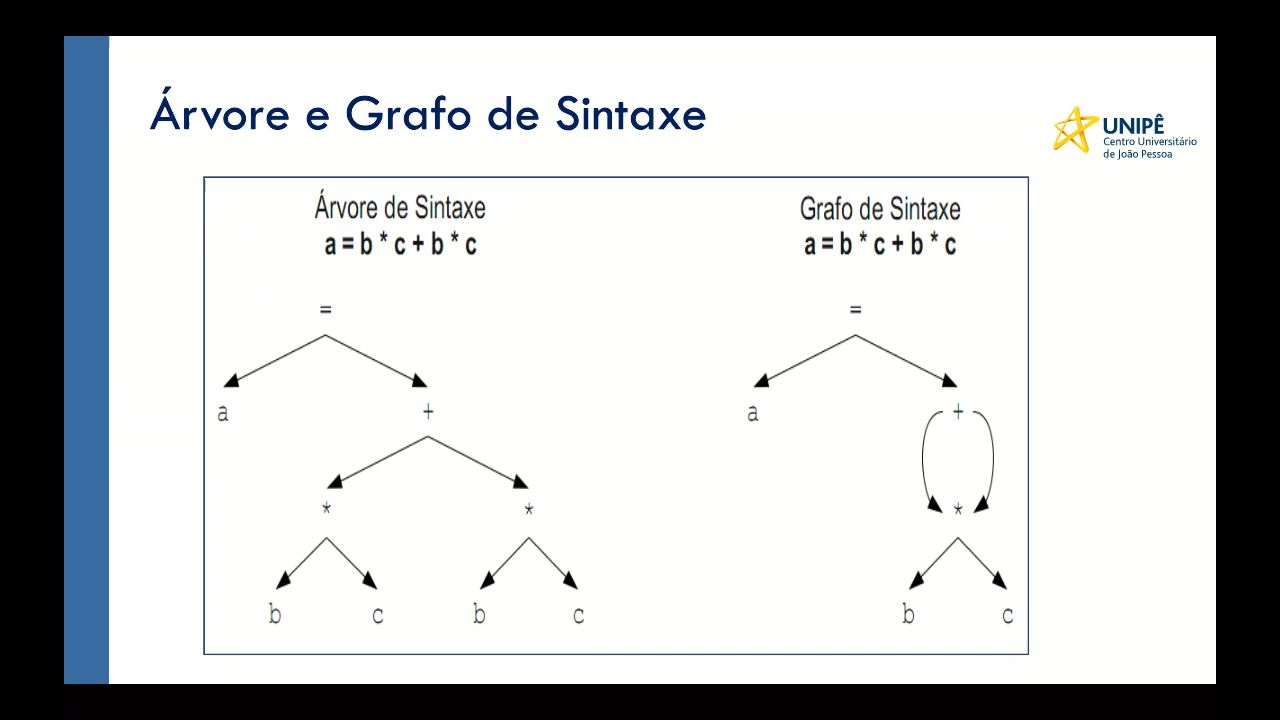 Árvore e Grafo de Sintaxe
UNIPÊ
Centro Universitário
de João Pessoa
Árvore de Sintaxe
a = b * c + b * c
=
a +
* *
b c b c
Grafo de Sintaxe
a = b * c + b * c
=
a +
*
b c